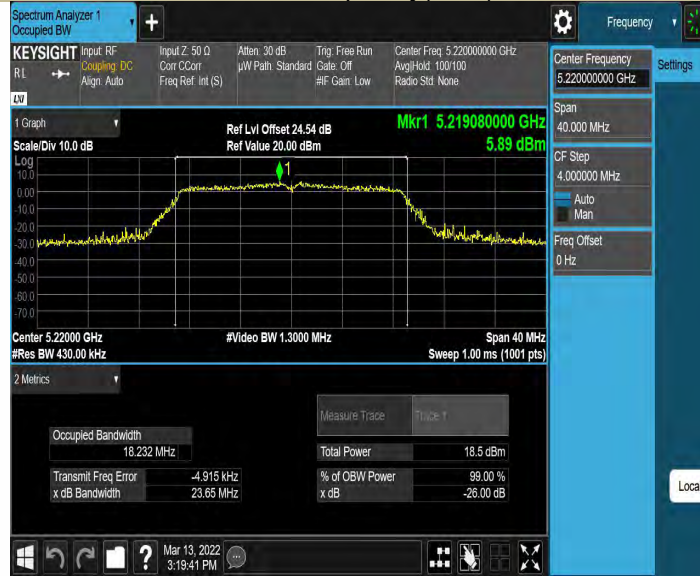 Spectrum Analyzer 1
Occupied BW
+
Frequency
KEYSIGHT
R L
LXI
Input: RF
Coupling: DC
Align: Auto
Input Z: 50 Ω
Corr CCorr
Freq Ref: Int (S)
Atten: 30 dB
µW Path: Standard
Trig: Free Run
Gate: Off
#IF Gain: Low
Center Freq: 5.220000000 GHz
Avg|Hold: 100/100
Radio Std: None
Center Frequency
5.220000000 GHz
Settings
Span
40.000 MHz
CF Step
4.000000 MHz
Auto
Man
Freq Offset
0 Hz
Local
1 Graph
Scale/Div 10.0 dB
Ref Lvl Offset 24.54 dB
Ref Value 20.00 dBm
Mkr1 5.219080000 GHz
5.89 dBm
Log
10.0
0.00
-10.0
-20.0
-30.0
-40.0
-50.0
-60.0
-70.0
1
Center 5.22000 GHz
#Res BW 430.00 kHz
#Video BW 1.3000 MHz
Span 40 MHz
Sweep 1.00 ms (1001 pts)
2 Metrics
Measure Trace
Trace 1
Occupied Bandwidth
18.232 MHz
Total Power 18.5 dBm
Transmit Freq Error -4.915 kHz
% of OBW Power 99.00 %
x dB Bandwidth 23.65 MHz
x dB -26.00 dB
?
Mar 13, 2022
3:19:41 PM